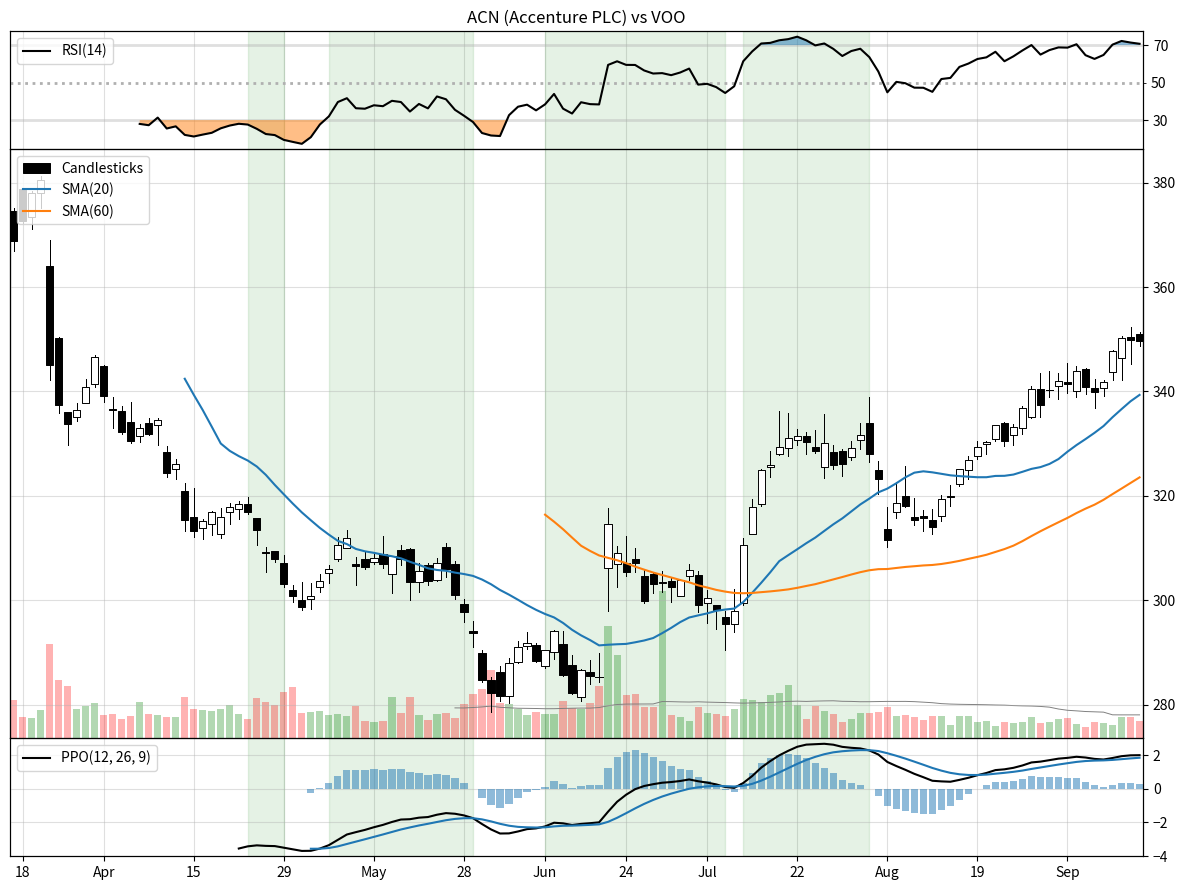 ACN (Accenture PLC) vs VOO
RSI(14)
70
50
30
Candlesticks
SMA(20)
SMA(60)
380
360
340
320
300
280
PPO(12, 26, 9)
2
0
−2
−4
18 Apr 15 29 May 28 Jun 24 Jul 22 Aug 19 Sep